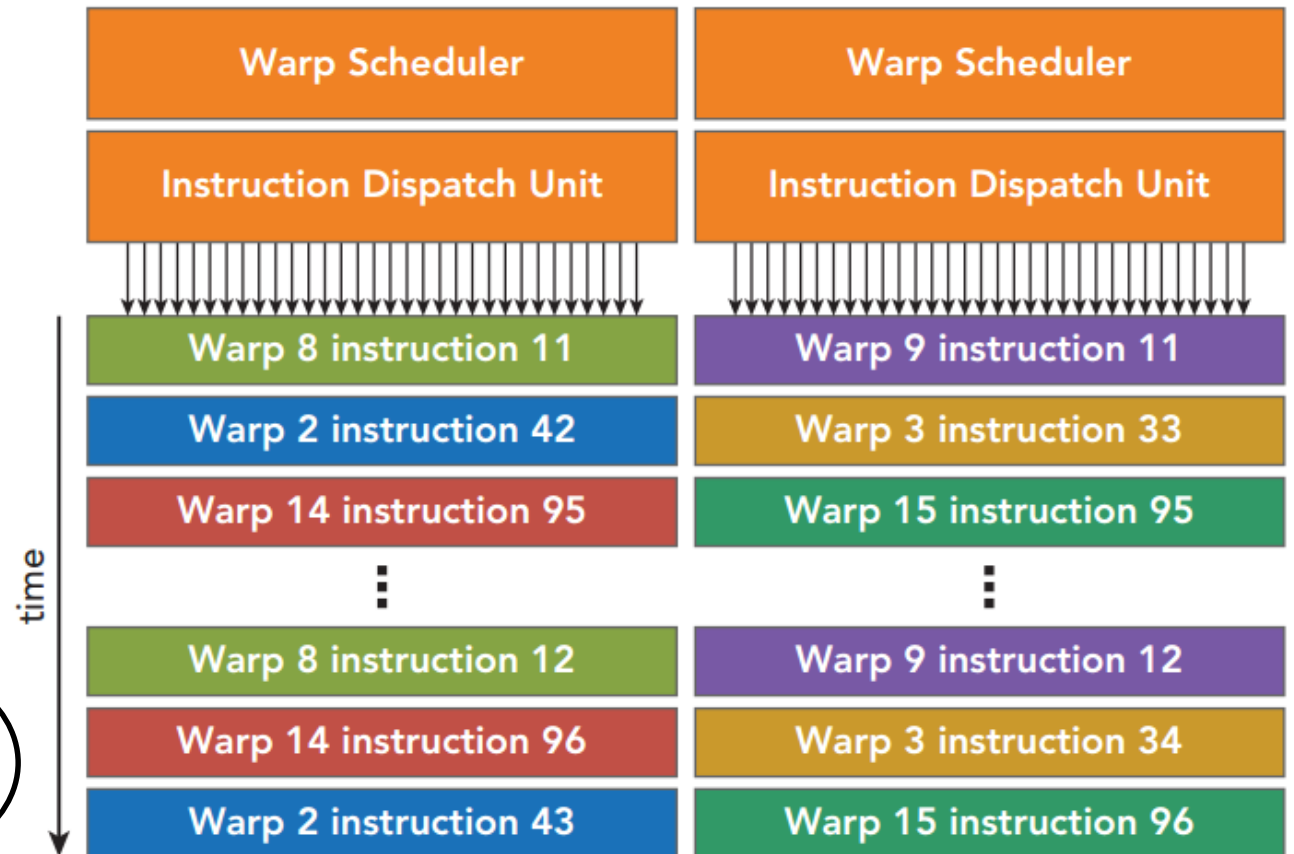 Warp Scheduler
Warp Scheduler
Instruction Dispatch Unit
Instruction Dispatch Unit
Warp 8 instruction 11
Warp 9 instruction 11
Warp 2 instruction 42
Warp 3 instruction 33
Warp 14 instruction 95
Warp 15 instruction 95
time
Warp 8 instruction 12
Warp 9 instruction 12
Warp 14 instruction 96
Warp 3 instruction 34
Warp 2 instruction 43
Warp 15 instruction 96